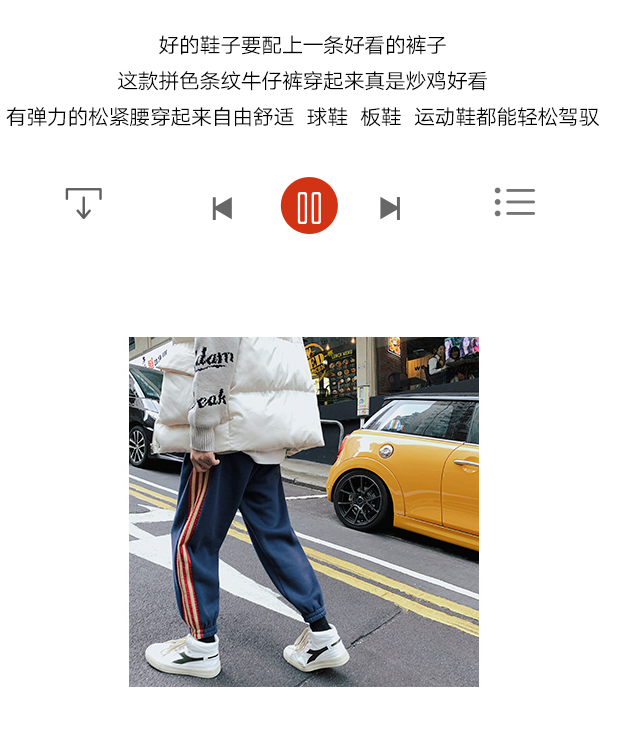 好的鞋子要配上一条好看的裤子
这款拼色条纹牛仔裤穿起来真是炒鸡好看
有弹力的松紧腰穿起来自由舒适 球鞋 板鞋 运动鞋都能轻松驾驭
dam
eak